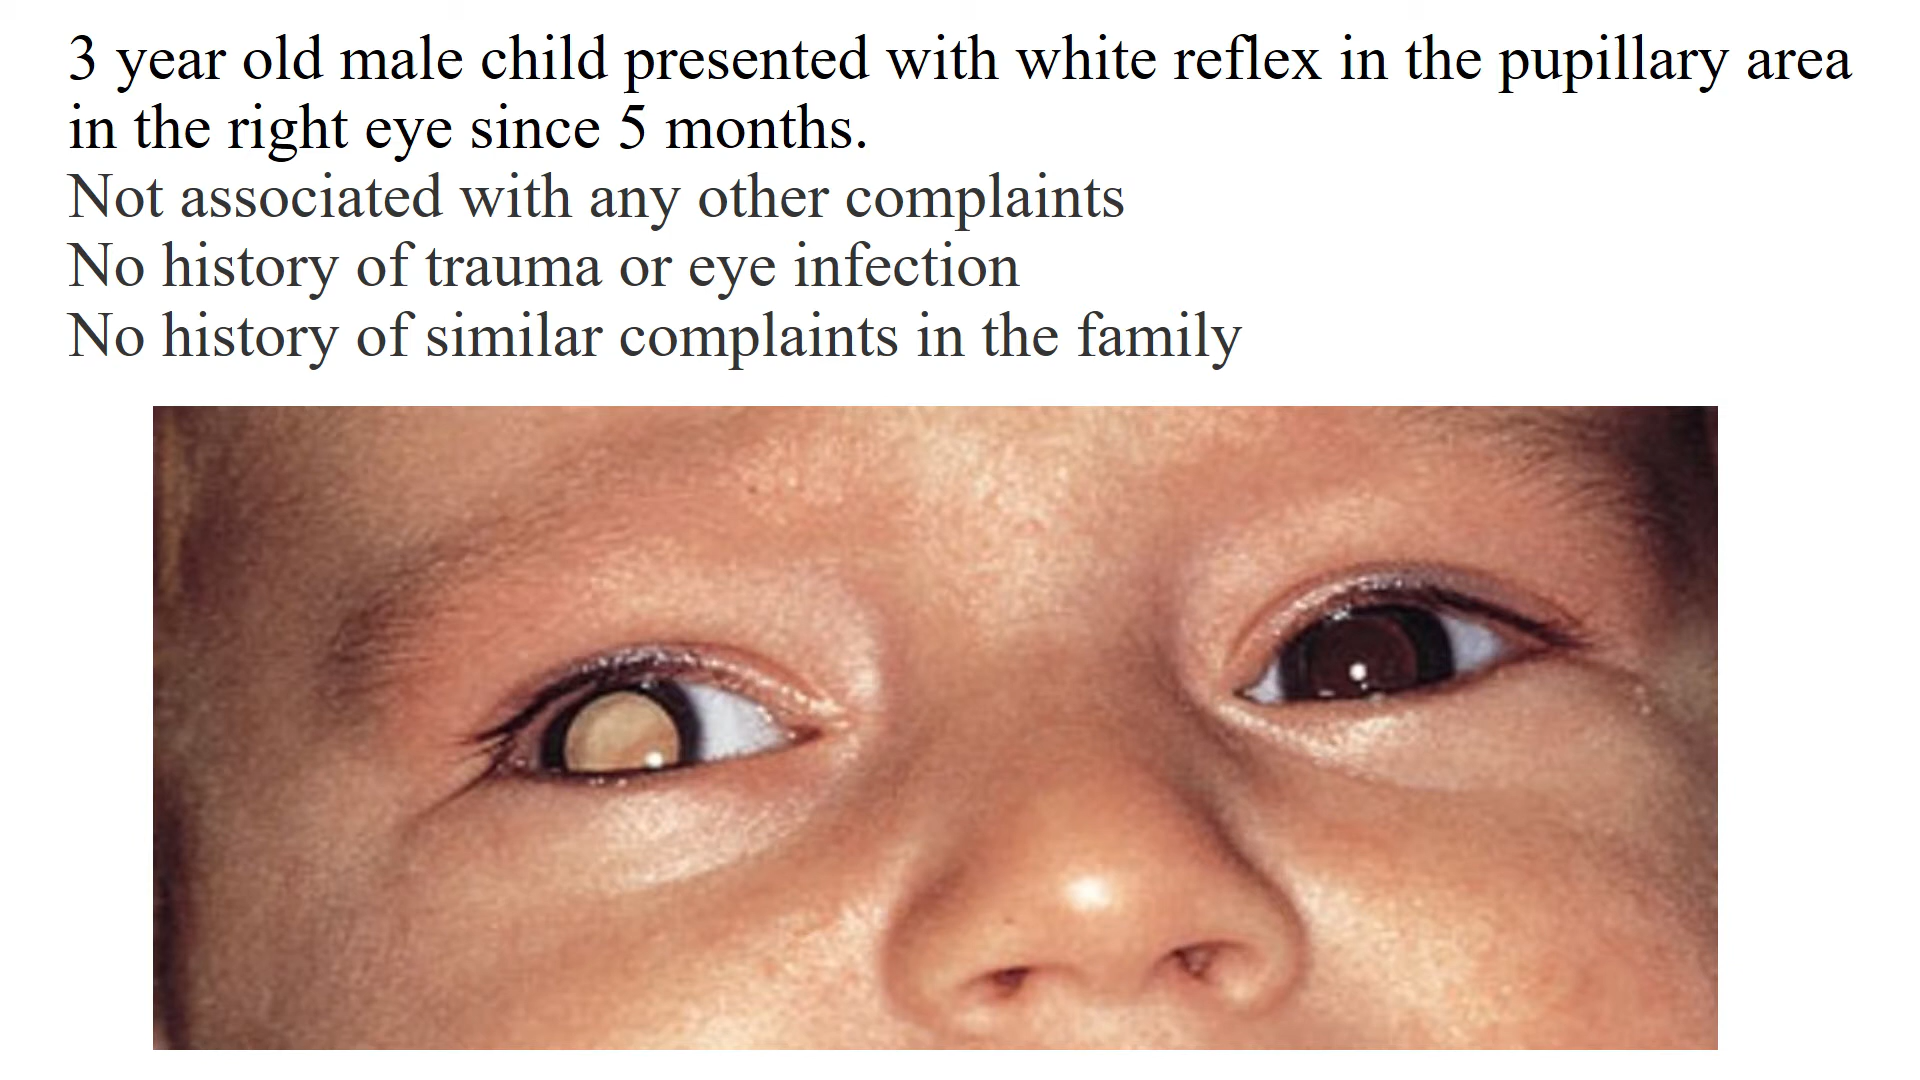 3 year old male child presented with white reflex in the pupillary area
in the right eye since 5 months.
Not associated with any other complaints
No history of trauma or eye infection
No history of similar complaints in the family